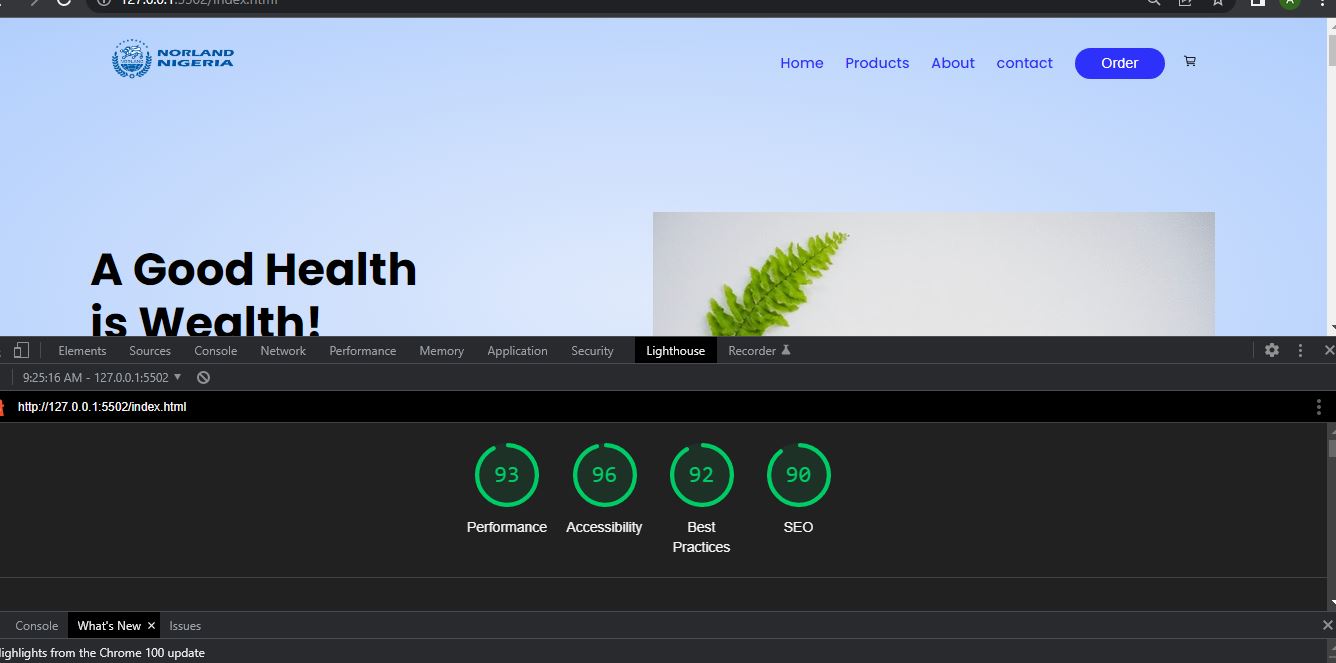 127.0.0.1:5502/index.html
A
NORLAND
NIGERIA
Home Products About contact Order
A Good Health
is Wealth!
Elements Sources Console Network Performance Memory Application Security Lighthouse Recorder
9:25:16 AM - 127.0.0.1:5502
http://127.0.0.1:5502/index.html
93 96 92 90
Performance Accessibility Best Practices SEO
Console What's New Issues
ighlights from the Chrome 100 update